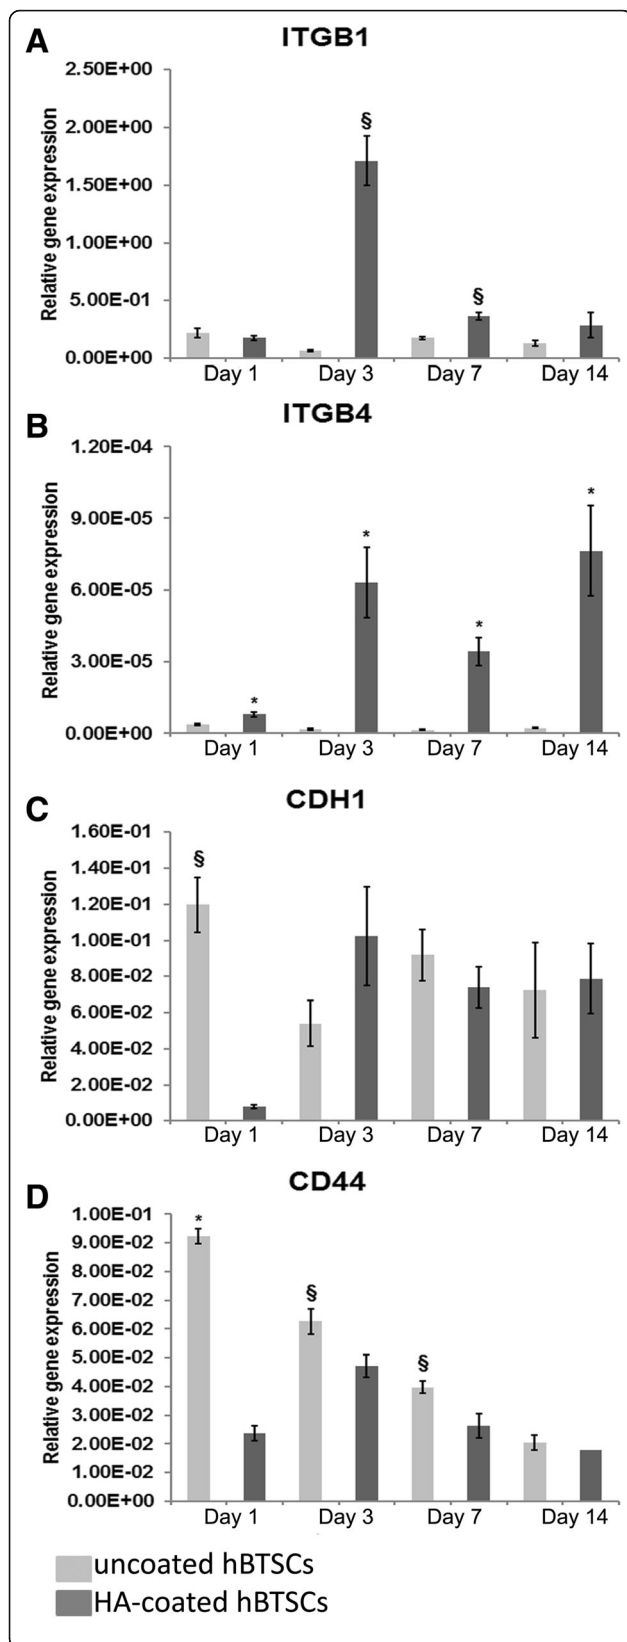 A
ITGB1
Relative gene expression
2.50E+00
2.00E+00
1.50E+00
1.00E+00
5.00E-01
0.00E+00
§
§
Day 1 Day 3 Day 7 Day 14
B
ITGB4
Relative gene expression
1.20E-04
9.00E-05
6.00E-05
3.00E-05
0.00E+00
*
*
*
*
Day 1 Day 3 Day 7 Day 14
C
CDH1
Relative gene expression
1.60E-01
1.40E-01
1.20E-01
1.00E-01
8.00E-02
6.00E-02
4.00E-02
2.00E-02
0.00E+00
§
Day 1 Day 3 Day 7 Day 14
D
CD44
Relative gene expression
1.00E-01
9.00E-02
8.00E-02
7.00E-02
6.00E-02
5.00E-02
4.00E-02
3.00E-02
2.00E-02
1.00E-02
0.00E+00
*
§
§
Day 1 Day 3 Day 7 Day 14
uncoated hBTSCs
HA-coated hBTSCs